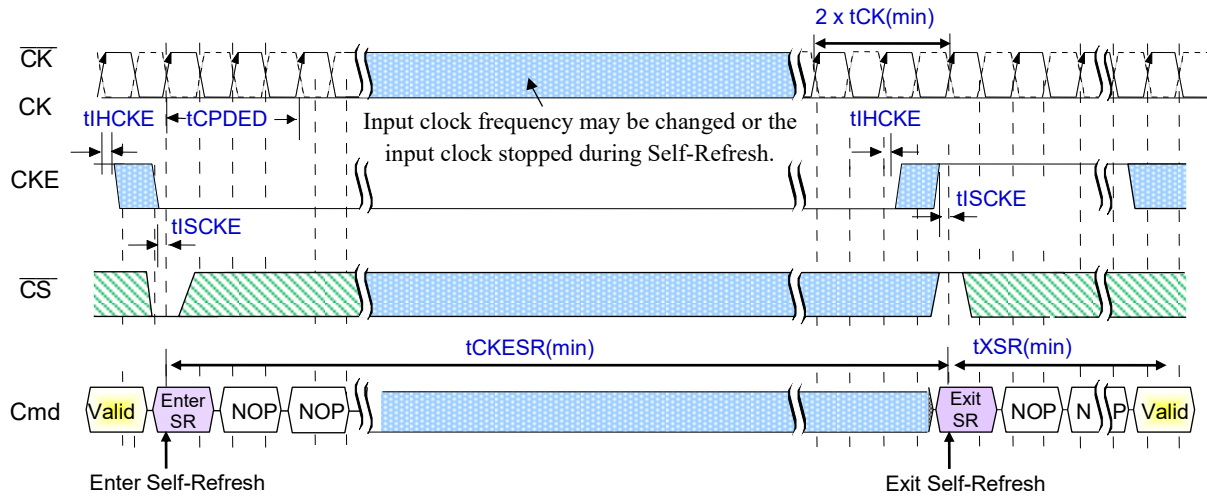 2 x tCK(min)
CK
CK
tIHCKE
tCPDED
Input clock frequency may be changed or the
input clock stopped during Self-Refresh.
tIHCKE
CKE
tISCKE
tISCKE
CS
tCKESR(min)
tXSR(min)
Cmd
Valid
Enter
SR
NOP
NOP
Exit
SR
NOP
N
P
Valid
Enter Self-Refresh
Exit Self-Refresh